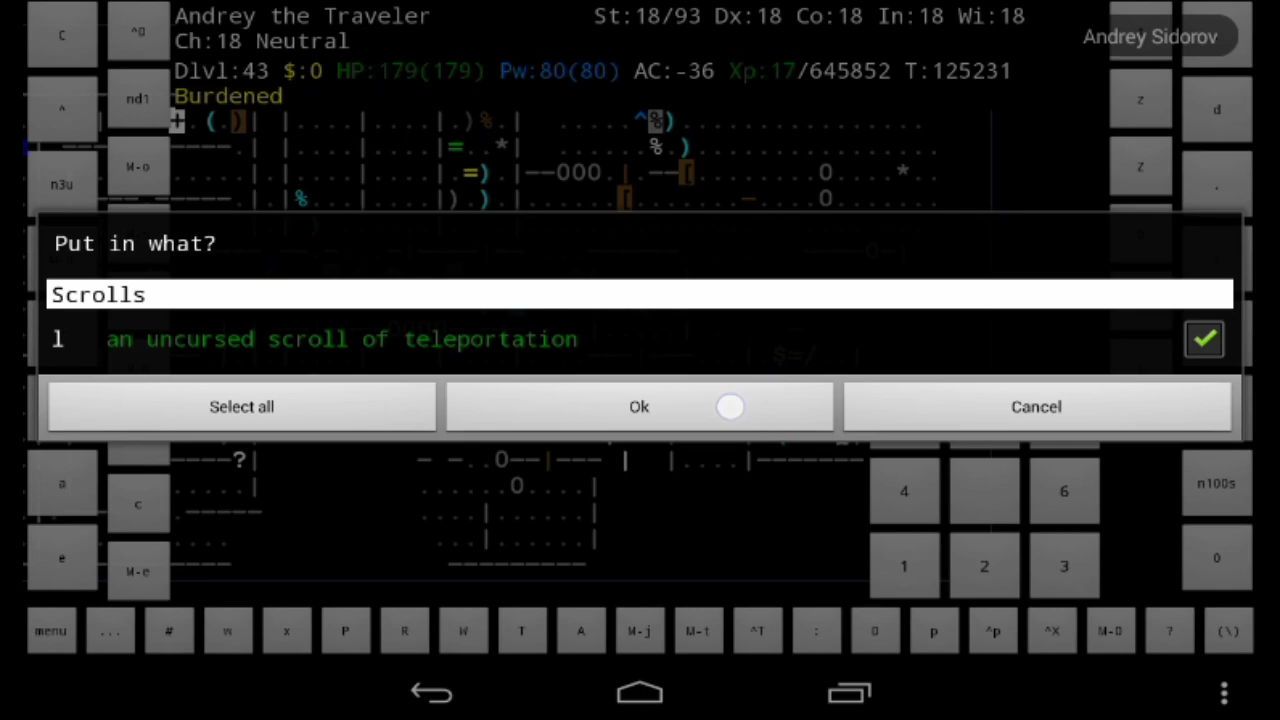 Andrey the Traveler St:18/93 Dx:18 Co:18 In:18 Wi:18
Ch:18 Neutral
Andrey Sidorov
Dlvl:43 $:0 HP:179(179) Pw:80(80) AC:-36 Xp:17/645852 T:125231
Burdened
C
^
n3u
nd1
M-o
z
z
d
.
Put in what?
Scrolls
l an uncursed scroll of teleportation
Select all Ok Cancel
a
e
c
M-e
4 6
1 2 3
n100s
menu ... # w x P R W T A M-j M-t ^T : p ^p ^X M-O ? (\)